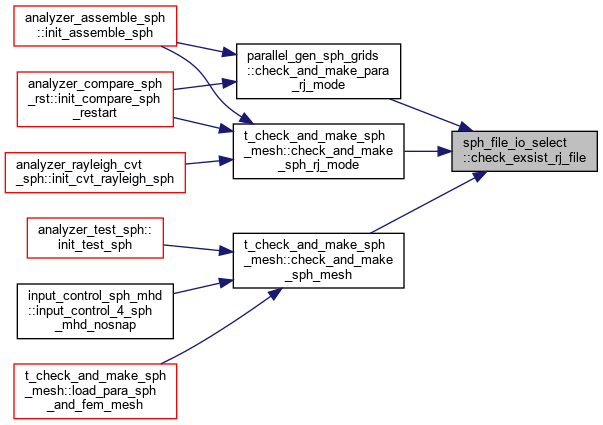 analyzer_assemble_sph
::init_assemble_sph
analyzer_compare_sph
_rst::init_compare_sph
_restart
analyzer_rayleigh_cvt
_sph::init_cvt_rayleigh_sph
analyzer_test_sph::
init_test_sph
input_control_sph_mhd
::input_control_4_sph
_mhd_nosnap
t_check_and_make_sph
_mesh::load_para_sph
_and_fem_mesh
parallel_gen_sph_grids
::check_and_make_para
_rj_mode
t_check_and_make_sph
_mesh::check_and_make
_sph_rj_mode
t_check_and_make_sph
_mesh::check_and_make
_sph_mesh
sph_file_io_select
::check_exsist_rj_file